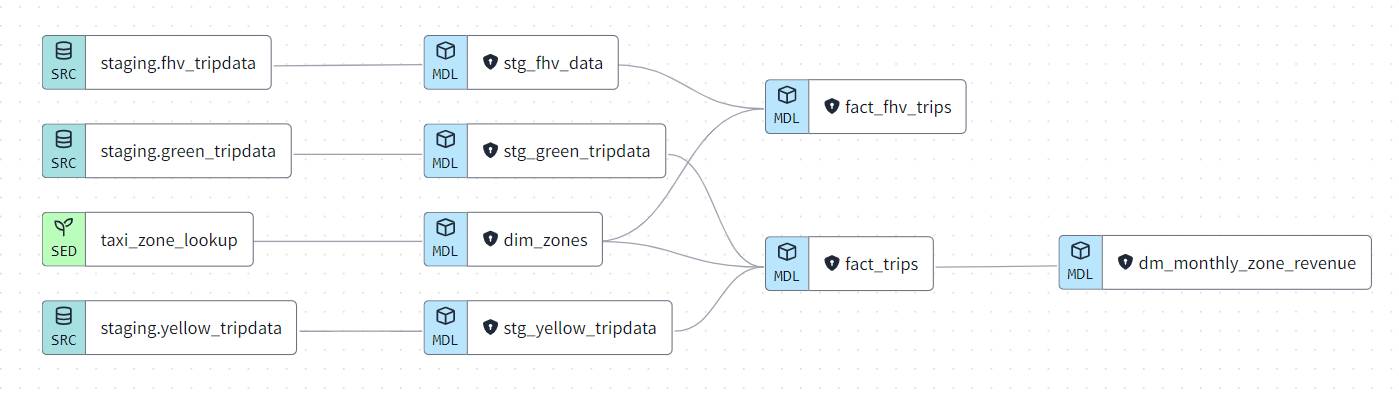 SRC
staging.fhv_tripdata
MDL
stg_fhv_data
MDL
fact_fhv_trips
SRC
staging.green_tripdata
MDL
stg_green_tripdata
SED
taxi_zone_lookup
MDL
dim_zones
MDL
fact_trips
MDL
dm_monthly_zone_revenue
SRC
staging.yellow_tripdata
MDL
stg_yellow_tripdata